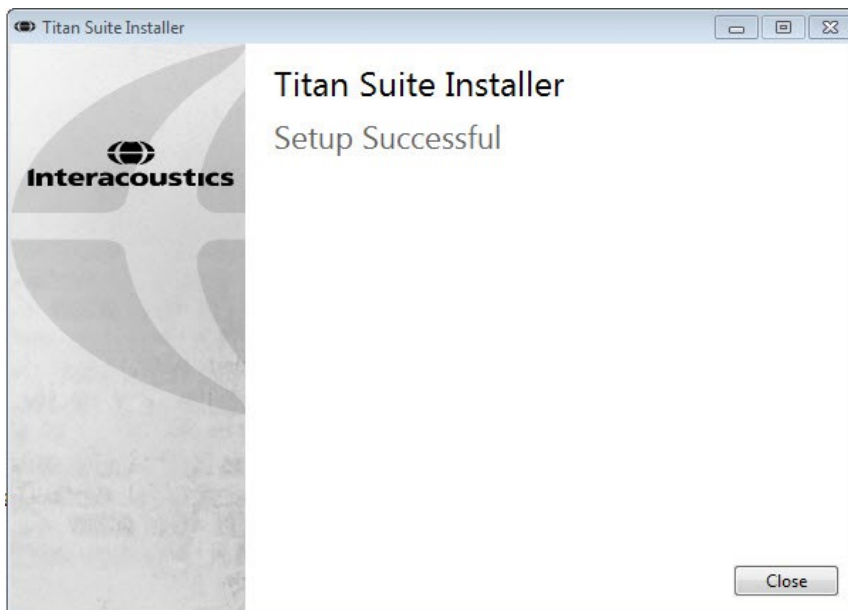 Titan Suite Installer
Titan Suite Installer
Setup Successful
Interacoustics
Close